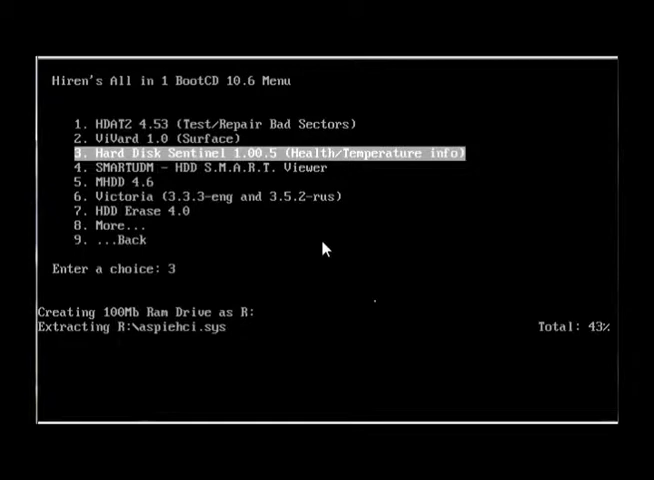 Hiren's All in 1 BootCD 10.6 Menu
1. HDAT2 4.53 (Test/Repair Bad Sectors)
2. ViVard 1.0 (Surface)
3. Hard Disk Sentinel 1.00.5 (Health/Temperature info)
4. SMARTUDM - HDD S.M.A.R.T. Viewer
5. MHDD 4.6
6. Victoria (3.3.3-eng and 3.5.2-rus)
7. HDD Erase 4.0
8. More...
9. ...Back
Enter a choice: 3
Creating 100Mb Ram Drive as R:
Extracting R:\aspiehci.sys Total: 43%